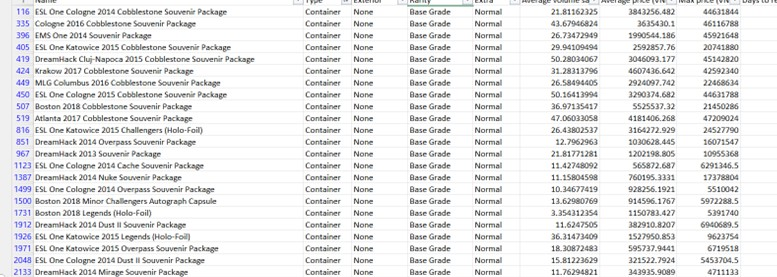 Name Type Exterior Rarity Extra Average volume sa Average price (VN Max price (VN Days to re
116 ESL One Cologne 2014 Cobblestone Souvenir Package Container None Base Grade Normal 21.81162325 3843256.482 44631844
335 Cologne 2016 Cobblestone Souvenir Package Container None Base Grade Normal 43.67946824 3635430.1 46116788
396 EMS One 2014 Souvenir Package Container None Base Grade Normal 26.73472949 1990544.186 45921648
405 ESL One Katowice 2015 Cobblestone Souvenir Package Container None Base Grade Normal 29.94109494 2592857.76 20741880
419 DreamHack Cluj-Napoca 2015 Cobblestone Souvenir Package Container None Base Grade Normal 50.28034067 3046093.177 45142820
424 Krakow 2017 Cobblestone Souvenir Package Container None Base Grade Normal 31.28313796 4607436.642 42592340
449 MLG Columbus 2016 Cobblestone Souvenir Package Container None Base Grade Normal 26.58494405 2924097.742 22468634
450 ESL One Cologne 2015 Cobblestone Souvenir Package Container None Base Grade Normal 50.16413994 3290374.682 44631788
507 Boston 2018 Cobblestone Souvenir Package Container None Base Grade Normal 36.97135417 5525537.32 21450286
519 Atlanta 2017 Cobblestone Souvenir Package Container None Base Grade Normal 47.06033058 4181406.268 47209024
816 ESL One Katowice 2015 Challengers (Holo-Foil) Container None Base Grade Normal 26.43802537 3164272.929 24527790
851 DreamHack 2014 Overpass Souvenir Package Container None Base Grade Normal 12.7962963 1030628.445 16071547
967 DreamHack 2013 Souvenir Package Container None Base Grade Normal 21.81771281 1202198.805 10955368
1123 ESL One Cologne 2014 Cache Souvenir Package Container None Base Grade Normal 11.42748092 565872.687 6291346.5
1387 DreamHack 2014 Nuke Souvenir Package Container None Base Grade Normal 11.15804598 760195.3331 17378804
1499 ESL One Cologne 2014 Overpass Souvenir Package Container None Base Grade Normal 10.34677419 928256.1921 5510042
1500 Boston 2018 Minor Challengers Autograph Capsule Container None Base Grade Normal 13.62980769 914596.1767 5972288.5
1731 Boston 2018 Legends (Holo-Foil) Container None Base Grade Normal 3.354312354 1150783.427 5391740
1912 DreamHack 2014 Dust II Souvenir Package Container None Base Grade Normal 11.6247505 382910.8207 6940689.5
1926 ESL One Katowice 2015 Legends (Holo-Foil) Container None Base Grade Normal 36.31473409 1527950.853 9623754
1971 ESL One Katowice 2015 Overpass Souvenir Package Container None Base Grade Normal 18.30872483 595737.9441 6719518
2048 ESL One Cologne 2014 Dust II Souvenir Package Container None Base Grade Normal 15.81223629 321522.7924 5453704.5
2133 DreamHack 2014 Mirage Souvenir Package Container None Base Grade Normal 11.76294821 343935.9089 4711133